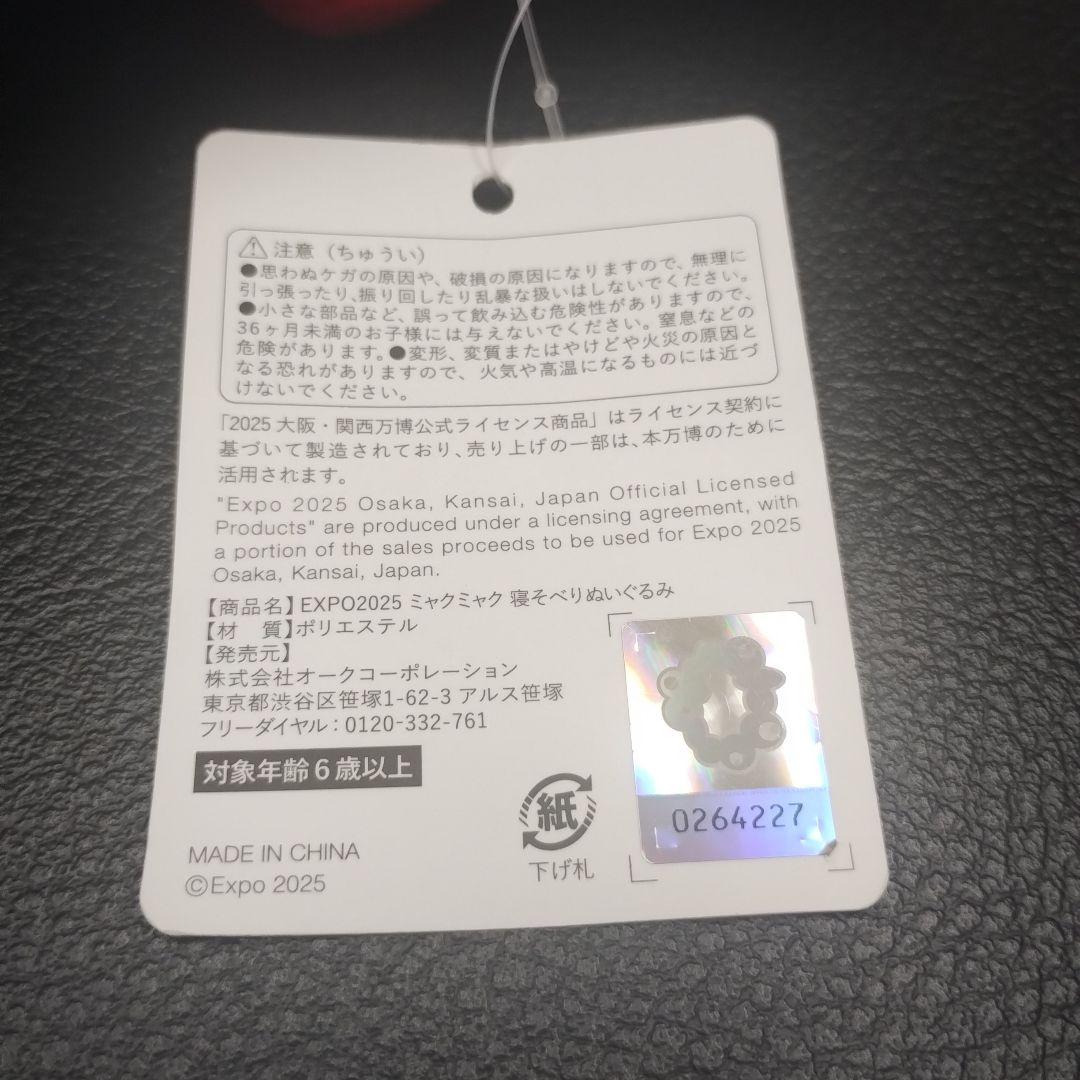 注意（ちゅうい）
●思わぬケガの原因や、破損の原因になりますので、無理に
引っ張ったり、振り回したり乱暴な扱いはしないでください。
●小さな部品など、誤って飲み込む危険性がありますので、
36ヶ月未満のお子様には与えないでください。窒息などの
危険があります。●変形、変質またはやけどや火災の原因と
なる恐れがありますので、火気や高温になるものには近づ
けないでください。
「2025 大阪・関西万博公式ライセンス商品」はライセンス契約に
基づいて製造されており、売り上げの一部は、本万博のために
活用されます。
"Expo 2025 Osaka, Kansai, Japan Official Licensed
Products" are produced under a licensing agreement, with
a portion of the sales proceeds to be used for Expo 2025
Osaka, Kansai, Japan.
【商品名】EXPO2025 ミャクミャク 寝そべりぬいぐるみ
【材　質】ポリエステル
【発売元】
株式会社オークコーポレーション
東京都渋谷区笹塚1-62-3 アルス笹塚
フリーダイヤル：0120-332-761
対象年齢6歳以上
紙
下げ札
0264227
MADE IN CHINA
©Expo 2025